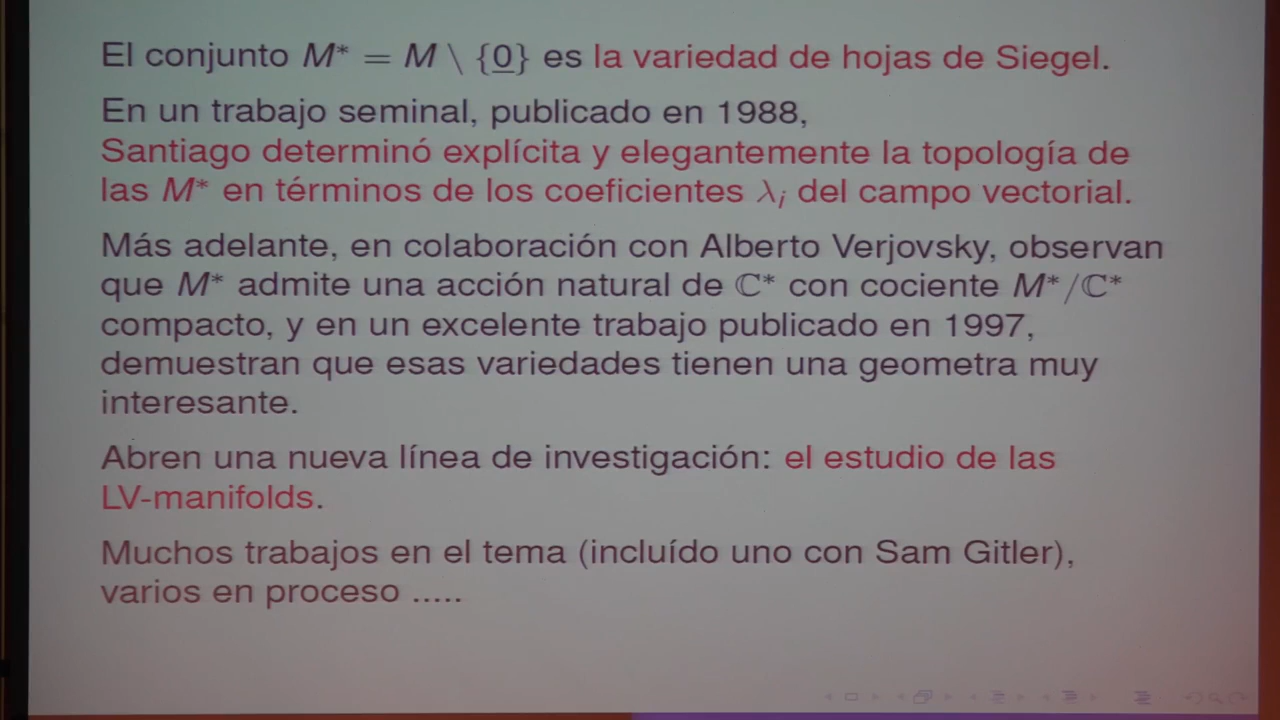 El conjunto M* = M \ {0} es la variedad de hojas de Siegel.
En un trabajo seminal, publicado en 1988,
Santiago determinó explícita y elegantemente la topología de
las M* en términos de los coeficientes λᵢ del campo vectorial.
Más adelante, en colaboración con Alberto Verjovsky, observan
que M* admite una acción natural de ℂ* con cociente M*/ℂ*
compacto, y en un excelente trabajo publicado en 1997,
demuestran que esas variedades tienen una geometra muy
interesante.
Abren una nueva línea de investigación: el estudio de las
LV-manifolds.
Muchos trabajos en el tema (incluído uno con Sam Gitler),
varios en proceso .....